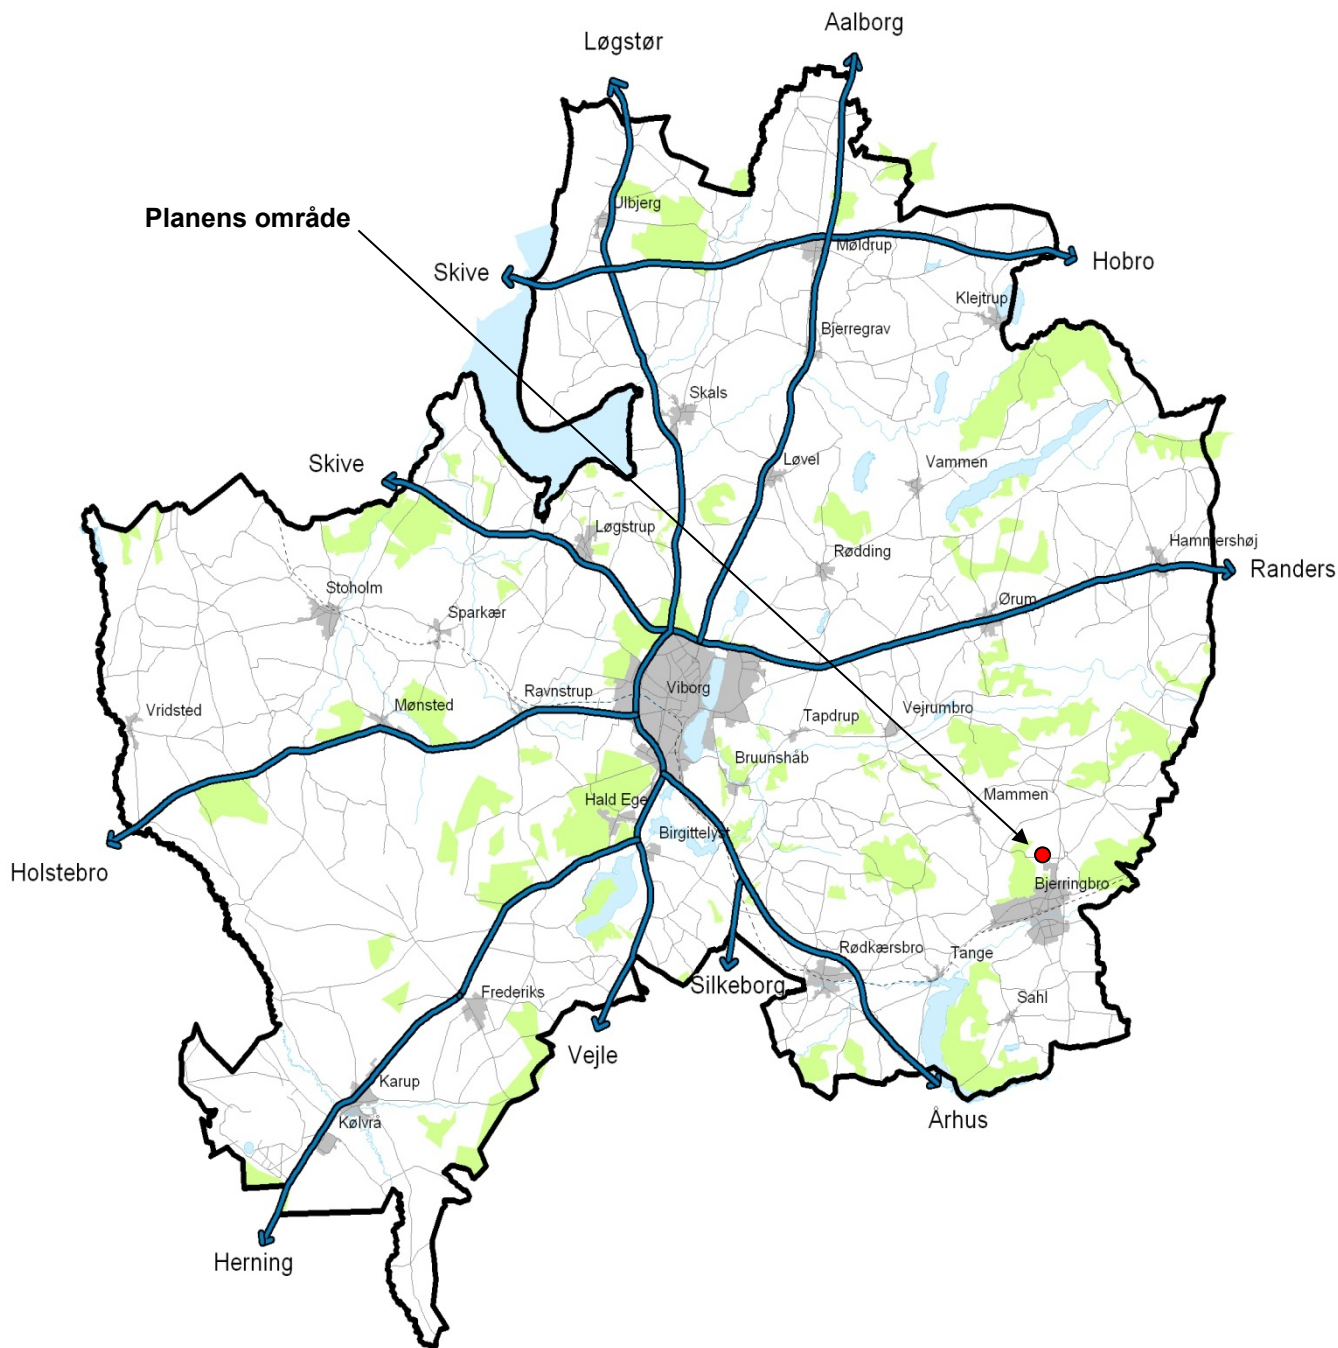 Aalborg
Løgstør
Planens område
Ulbjerg
Møldrup
Skive
Hobro
Klejtrup
Bjerregrav
Skals
Løvel
Vammen
Skive
Løgstrup
Rødding
Hammershøj
Randers
Stoholm
Sparkær
Ørum
Viborg
Ravnstrup
Mønsted
Vridsted
Tapdrup
Vejrumbro
Bruunshåb
Hald Ege
Mammen
Birgittelyst
Holstebro
Bjerringbro
Rødkærsbro
Tange
Silkeborg
Frederiks
Sahl
Vejle
Karup
Århus
Kølvrå
Herning